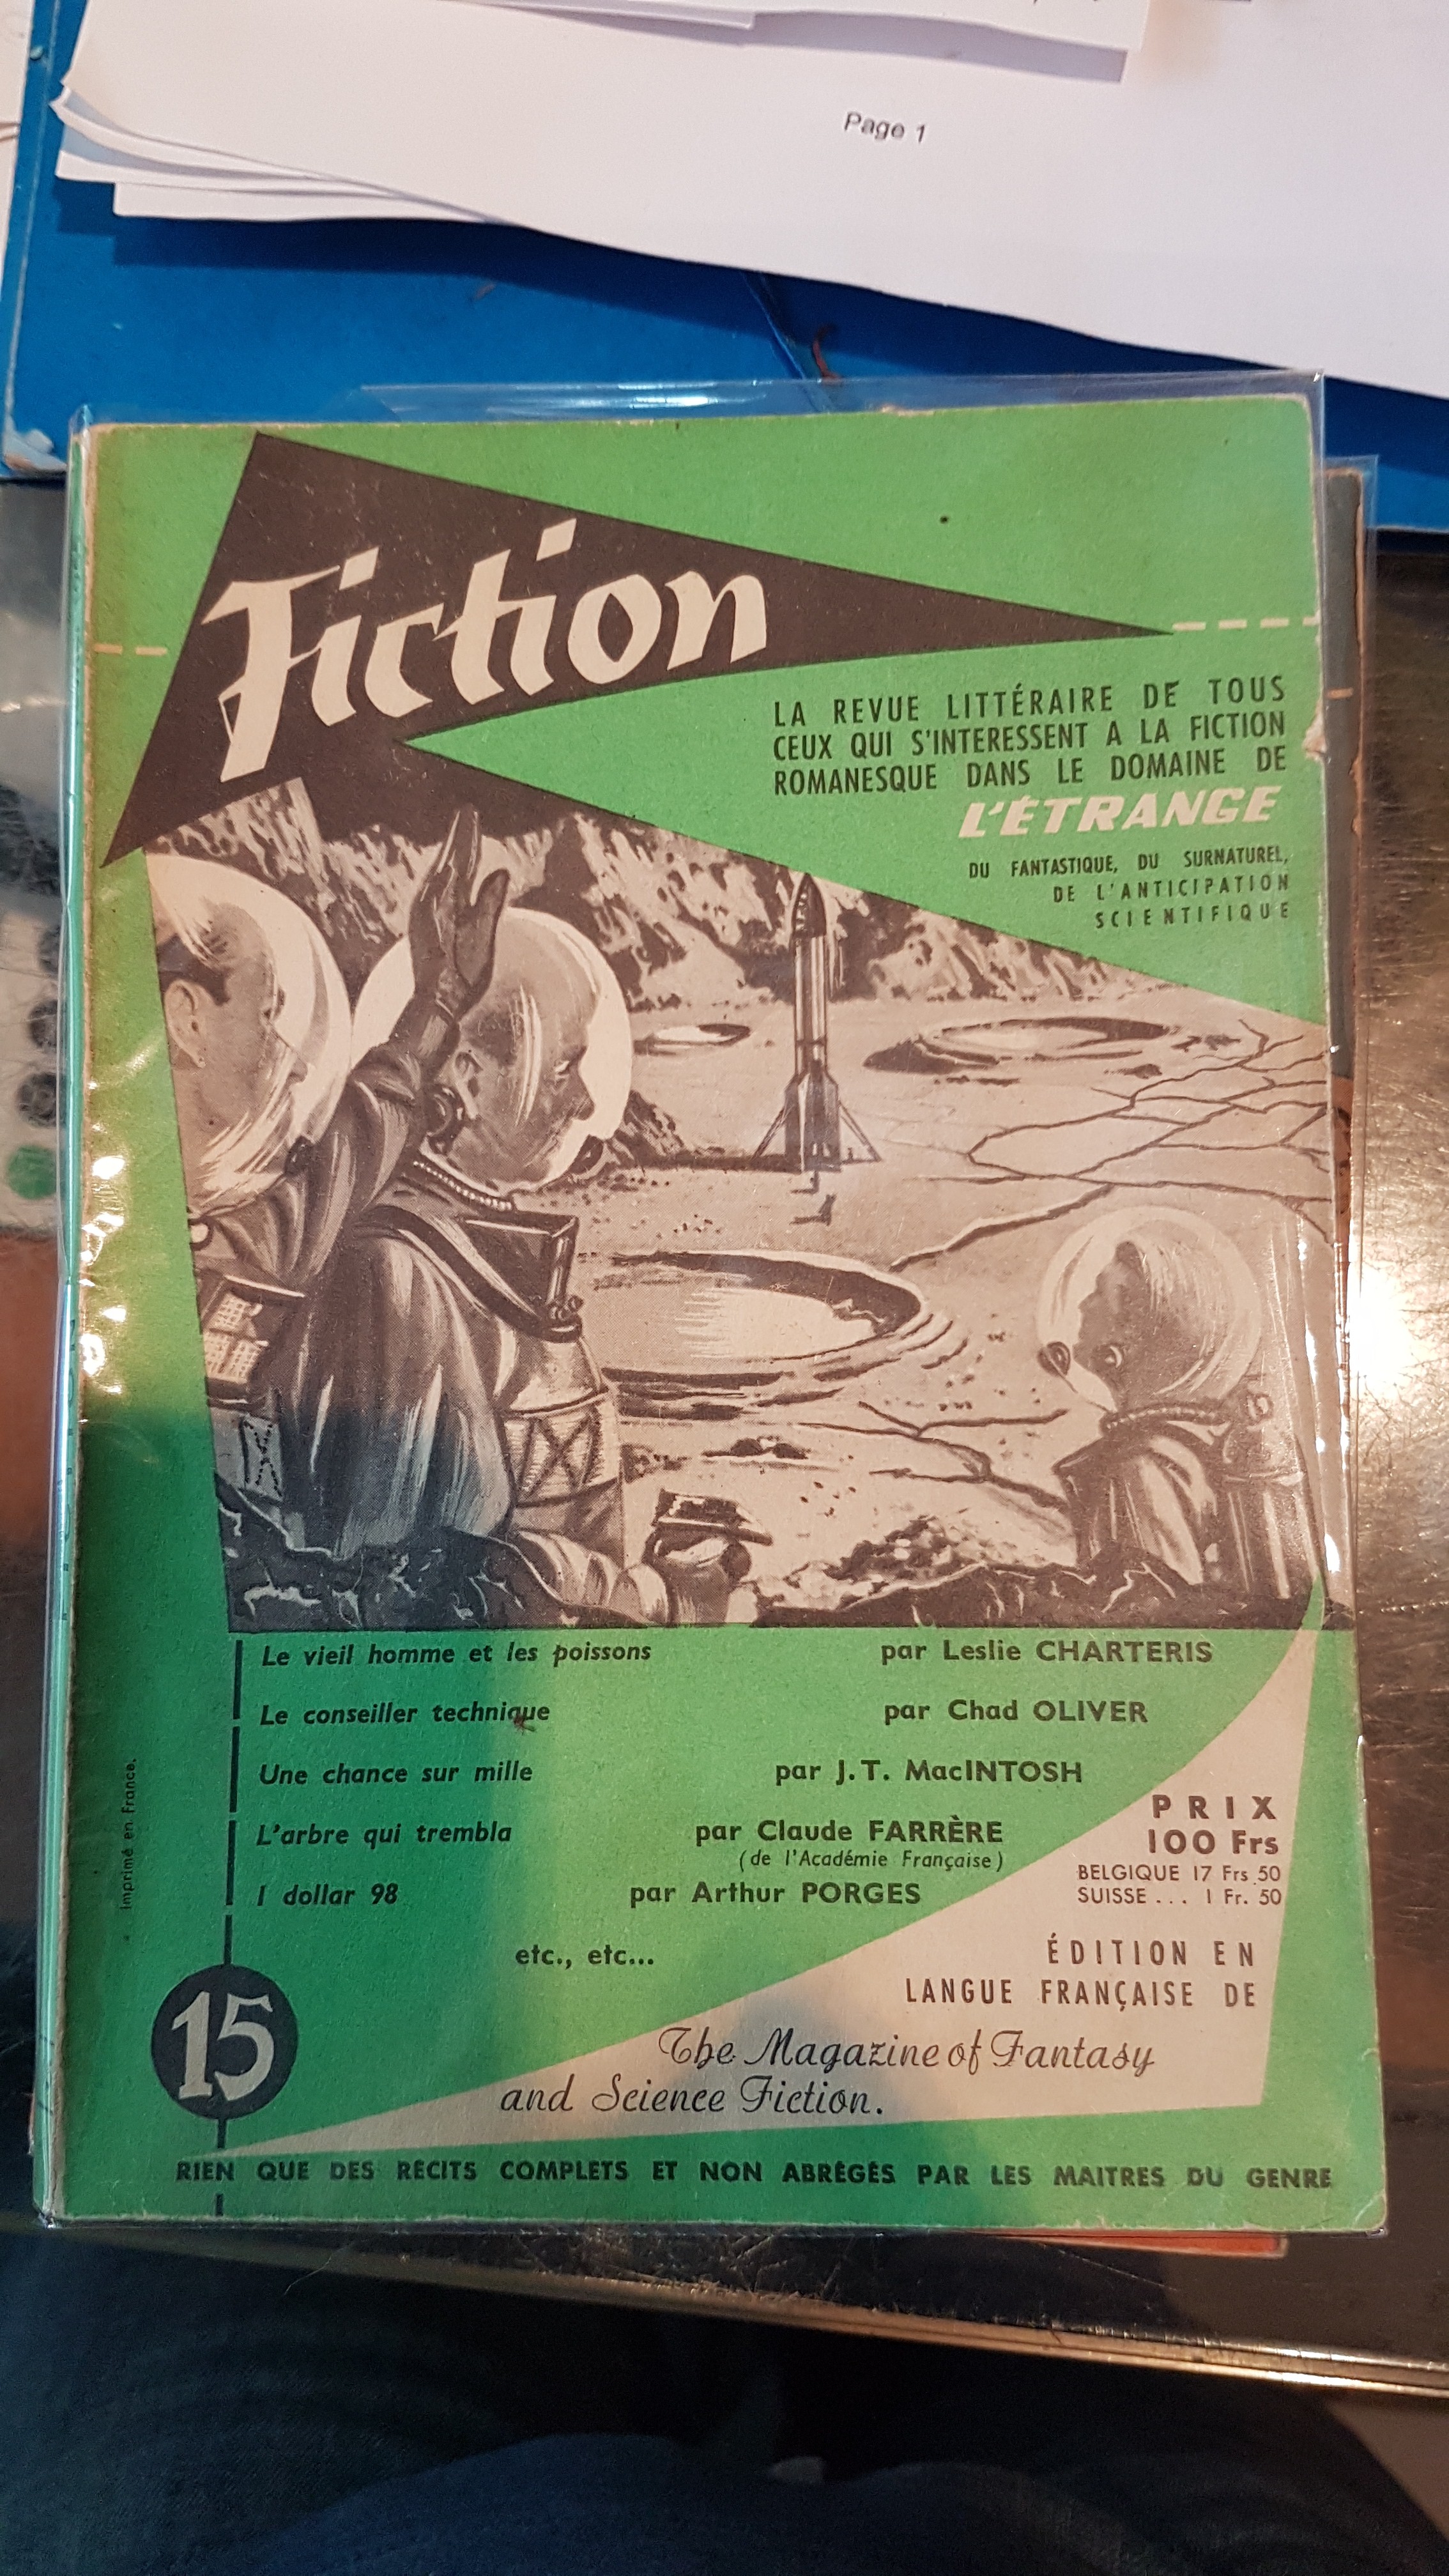 Page 1
Fiction
LA REVUE LITTÉRAIRE DE TOUS
CEUX QUI S'INTERESSENT A LA FICTION
ROMANESQUE DANS LE DOMAINE DE
L'ÉTRANGE
DU FANTASTIQUE, DU SURNATUREL,
DE L'ANTICIPATION
SCIENTIFIQUE
Le vieil homme et les poissons par Leslie CHARTERIS
Le conseiller technique par Chad OLIVER
Une chance sur mille par J.T. MacINTOSH
L'arbre qui trembla par Claude FARRÈRE
(de l'Académie Française)
1 dollar 98 par Arthur PORGES
etc., etc...
imprimé en France.
PRIX
100 Frs
BELGIQUE 17 Frs 50
SUISSE ... 1 Fr. 50
ÉDITION EN
LANGUE FRANÇAISE DE
The Magazine of Fantasy
and Science Fiction.
15
RIEN QUE DES RÉCITS COMPLETS ET NON ABRÉGÉS PAR LES MAITRES DU GENRE